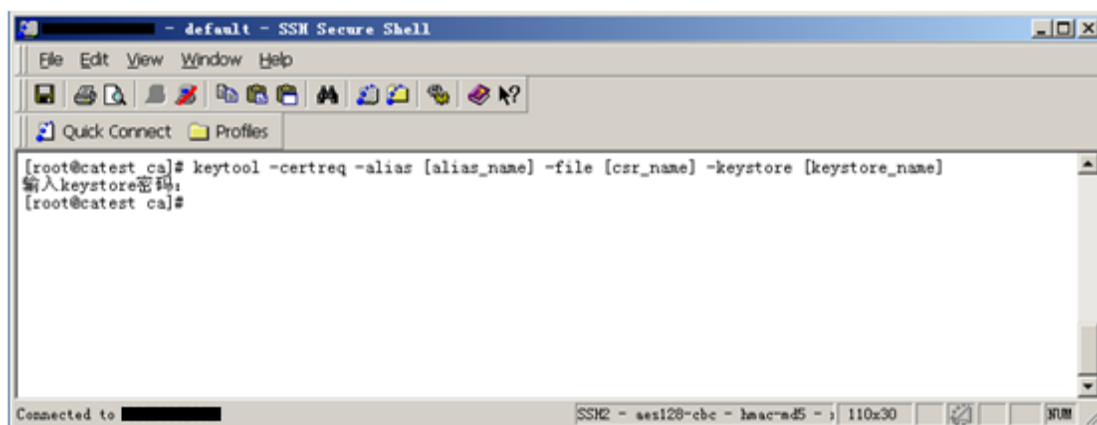 - default - SSH Secure Shell
File Edit View Window Help
Quick Connect Profiles
[root@catest ca]# keytool -certreq -alias [alias_name] -file [csr_name] -keystore [keystore_name]
输入keystore密码:
[root@catest ca]#
Connected to
SSH2 - aes128-cbc - hmac-md5 - 110x30 NUM